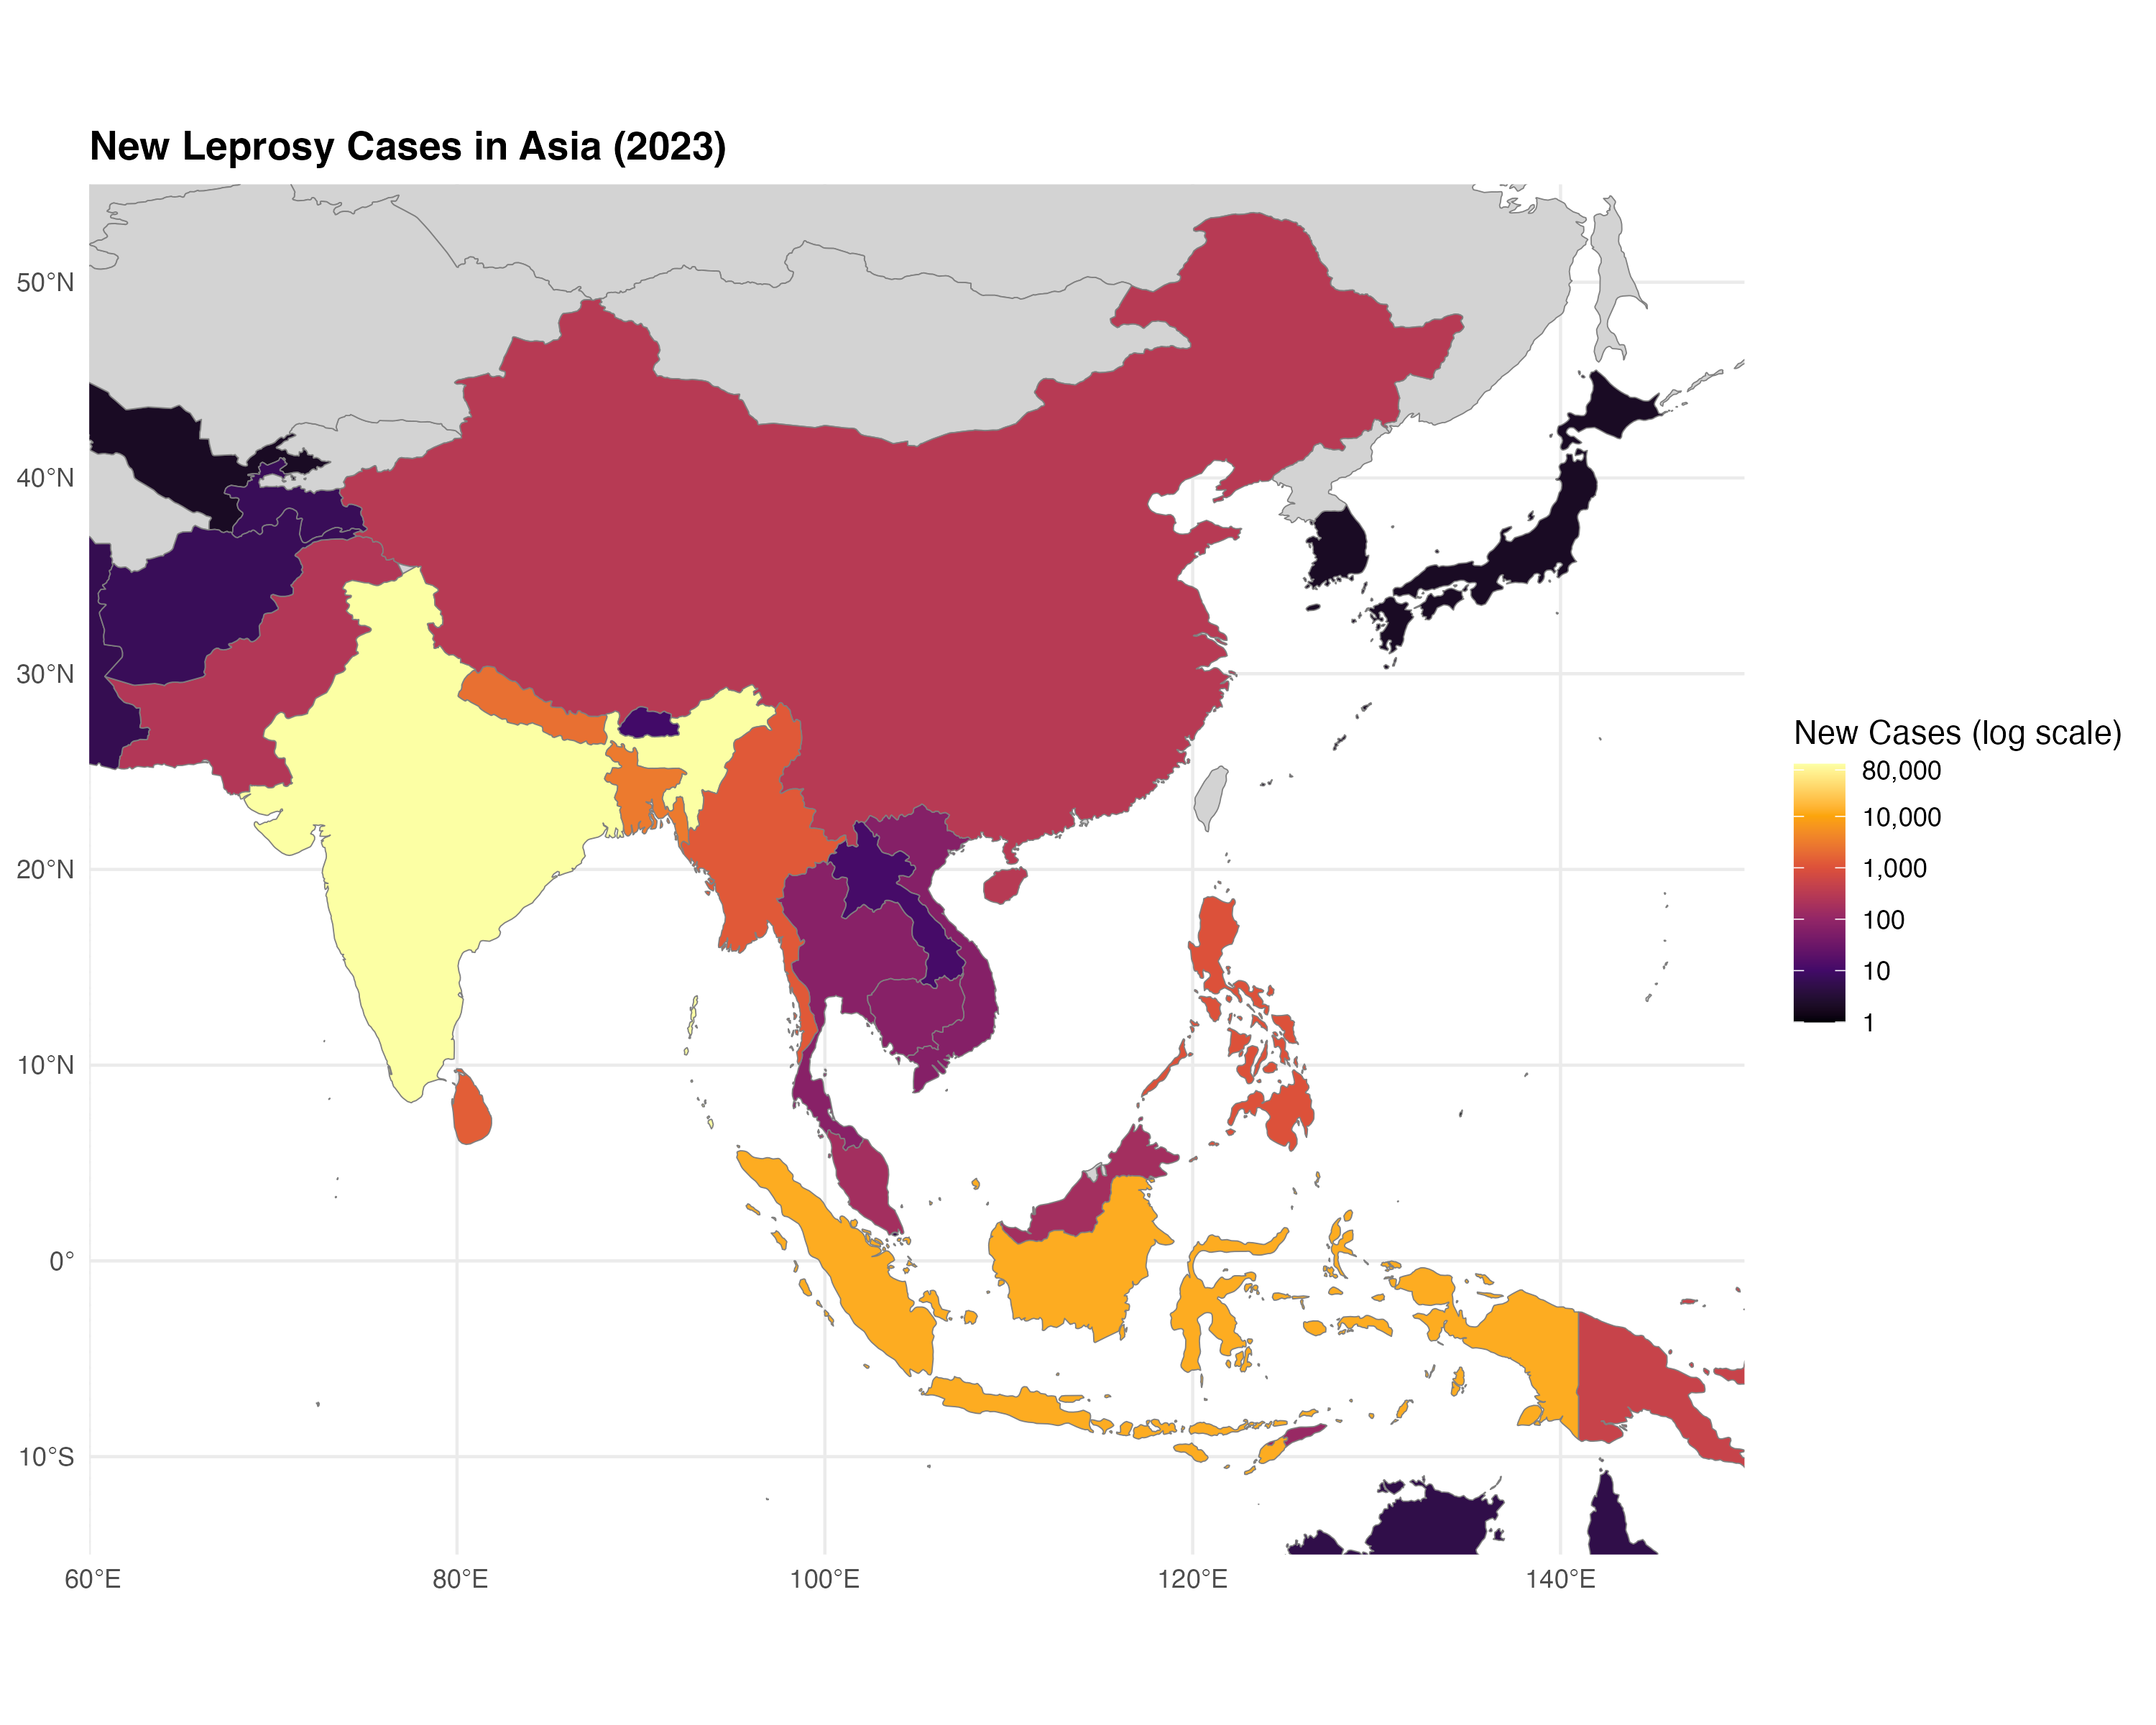 New Leprosy Cases in Asia (2023)
50°N
40°N
30°N
20°N
10°N
0°
10°S
60°E
80°E
100°E
120°E
140°E
New Cases (log scale)
80,000
10,000
1,000
100
10
1